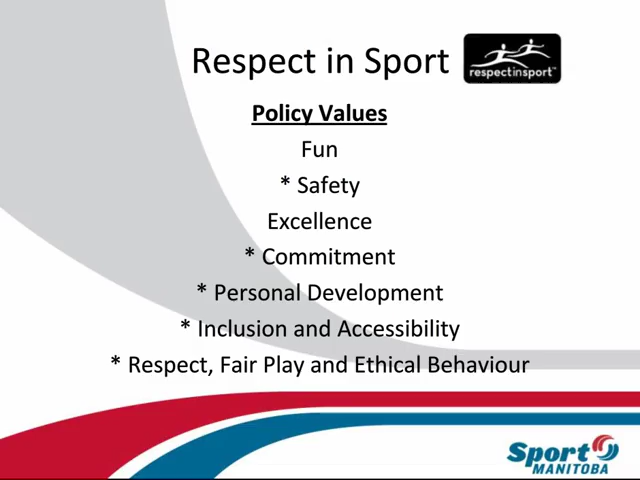 Respect in Sport
respectinsport™
Policy Values
Fun
* Safety
Excellence
* Commitment
* Personal Development
* Inclusion and Accessibility
* Respect, Fair Play and Ethical Behaviour
Sport
MANITOBA